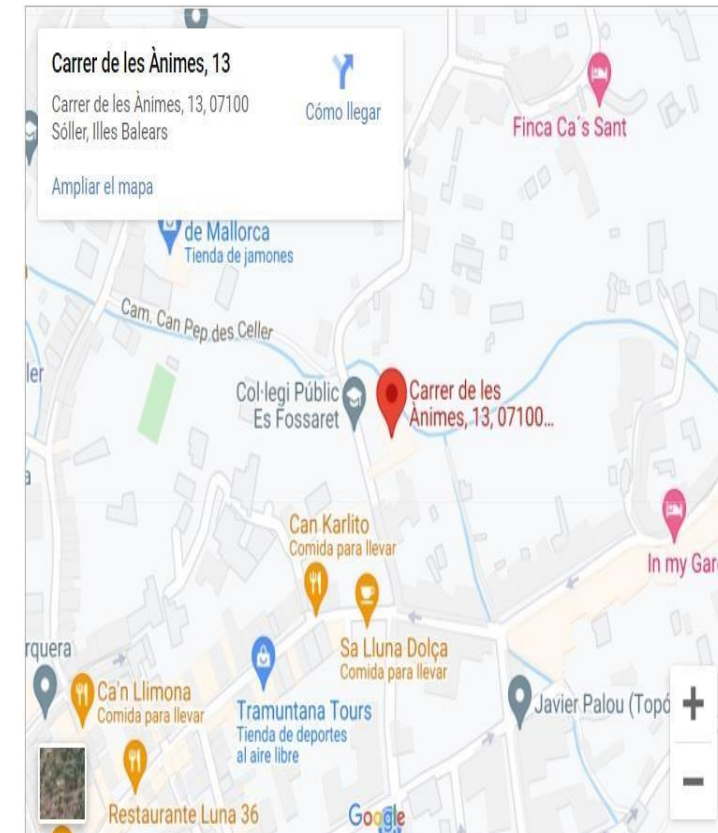 Carrer de les Ànimes, 13
Carrer de les Ànimes, 13, 07100
Sóller, Illes Balears
Cómo llegar
Ampliar el mapa
Finca Ca´s Sant
de Mallorca
Tienda de jamones
Cam. Can Pep des Celler
ler
Col·legi Públic
Es Fossaret
Carrer de les
Ànimes, 13, 07100...
a
Can Karlito
Comida para llevar
In my Gar
Sa Lluna Dolça
Comida para llevar
rquera
Ca'n Llimona
Comida para llevar
Tramuntana Tours
Tienda de deportes
al aire libre
Javier Palou (Topó
+
−
Restaurante Luna 36
Google